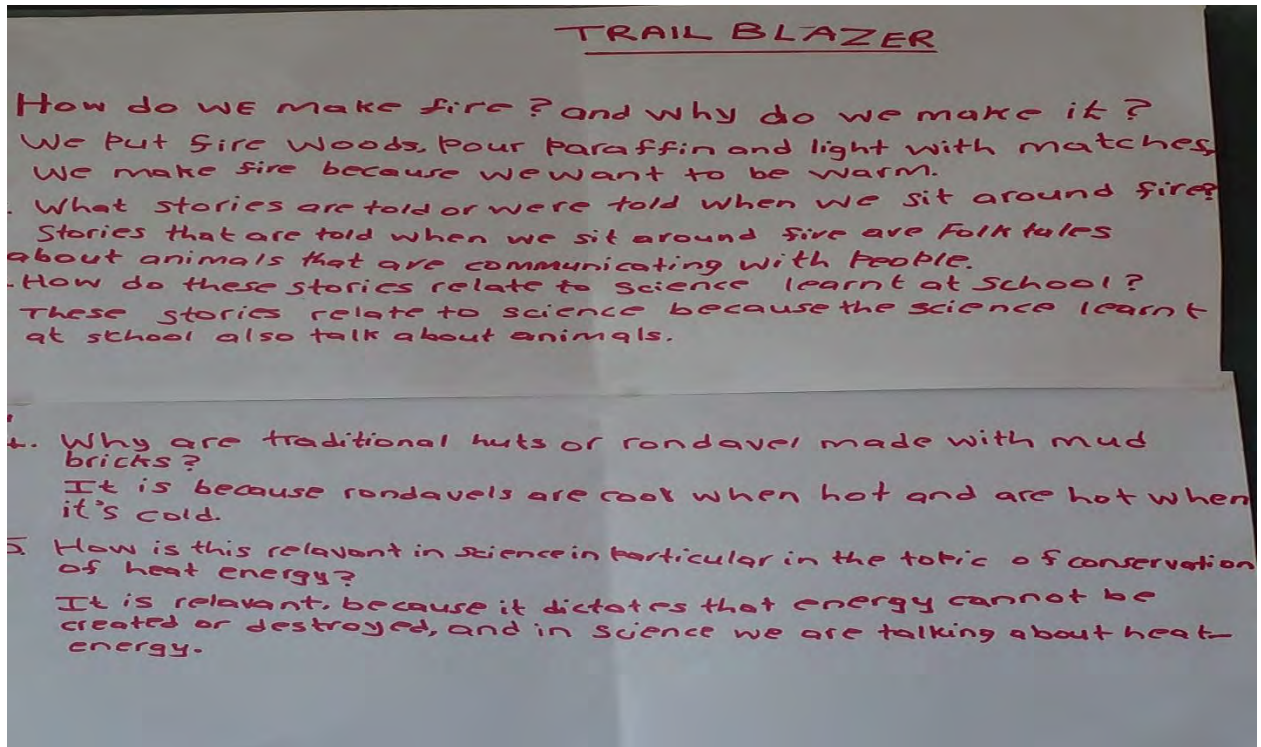 TRAIL BLAZER
How do WE make fire? and why do we make it?
We put fire woods, pour paraffin and light with matches,
We make fire because we want to be warm.
. What stories are told or were told when we sit around fire?
Stories that are told when we sit around fire are Folk tales
about animals that are communicating with people.
- How do these stories relate to science learnt at school?
These stories relate to science because the science learnt
at school also talk about animals.
4. Why are traditional huts or rondavel made with mud
bricks?
It is because rondavels are cool when hot and are hot when
it's cold.
5. How is this relavant in science in particular in the topic of conservation
of heat energy?
It is relavant, because it dictates that energy cannot be
created or destroyed, and in science we are talking about heat
energy.